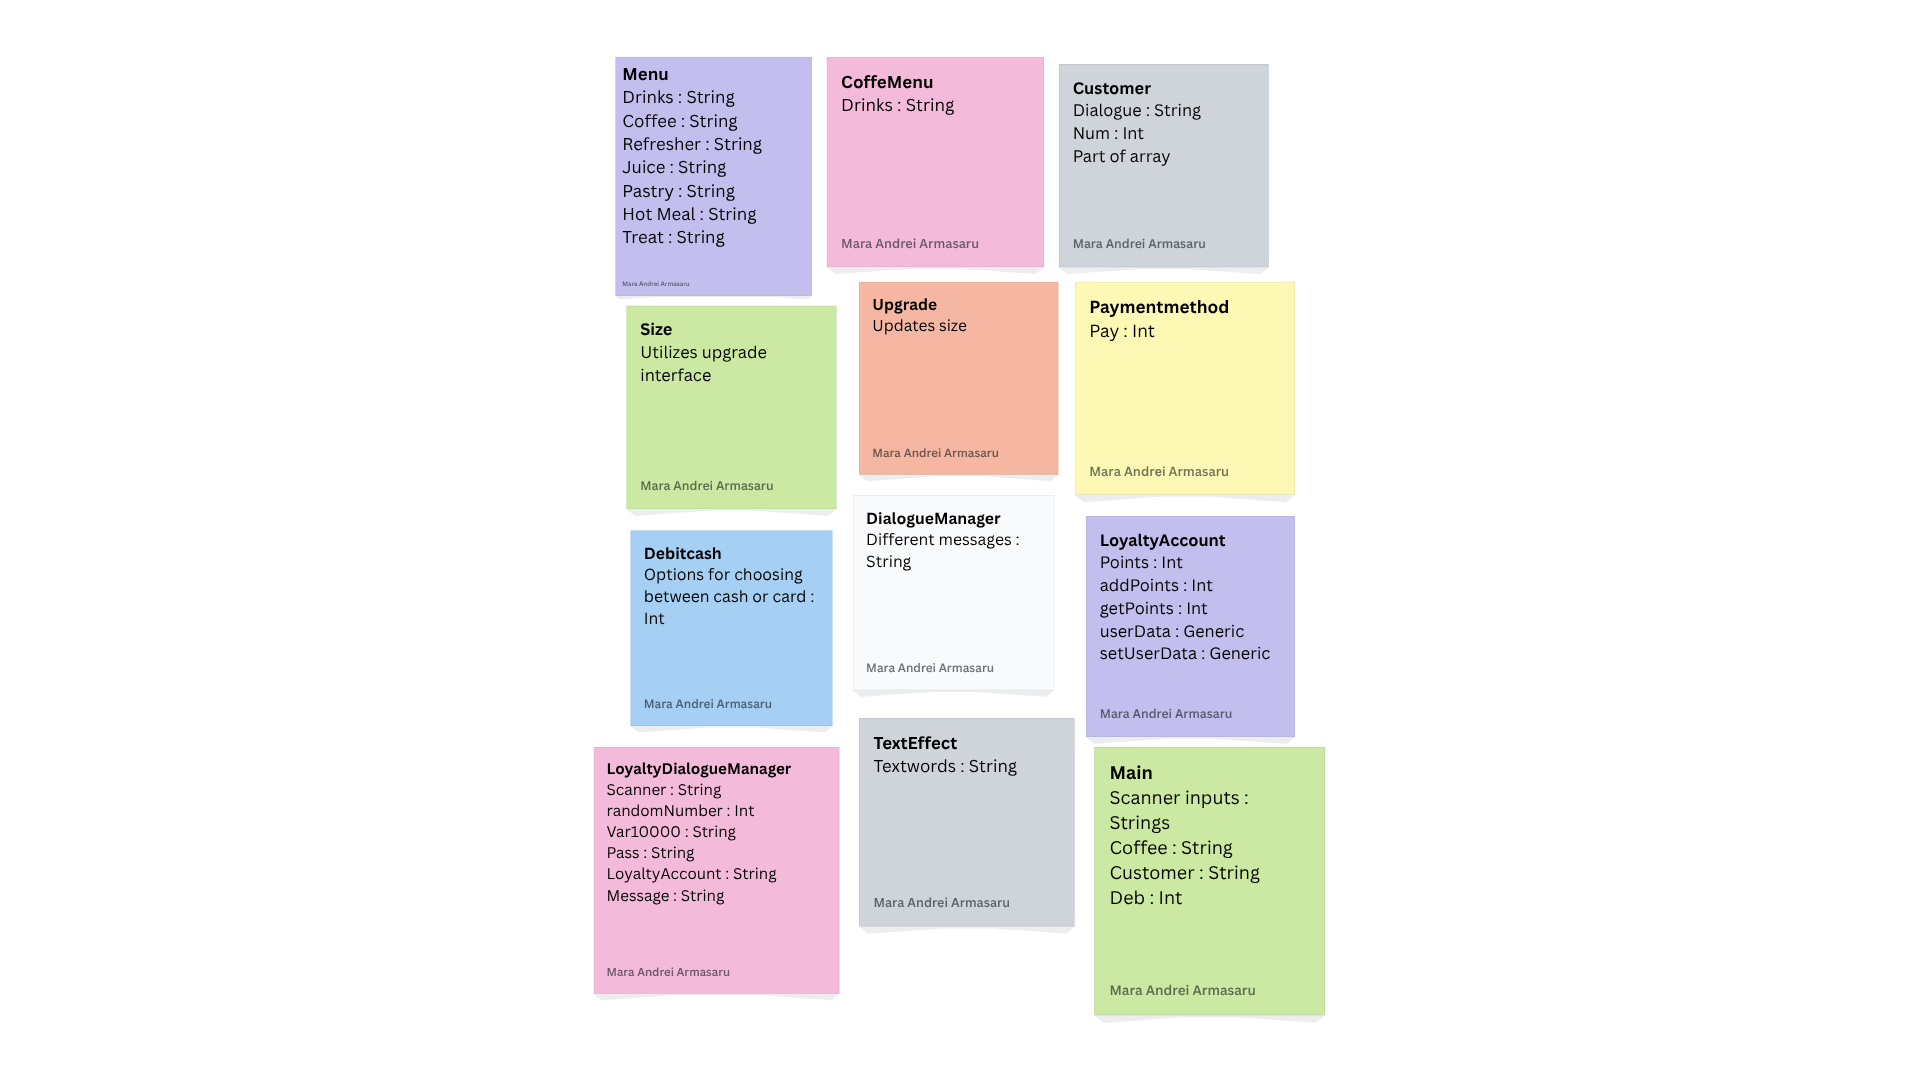 Menu
Drinks : String
Coffee : String
Refresher : String
Juice : String
Pastry : String
Hot Meal : String
Treat : String
Mara Andrei Armasaru
CoffeMenu
Drinks : String
Mara Andrei Armasaru
Customer
Dialogue : String
Num : Int
Part of array
Mara Andrei Armasaru
Size
Utilizes upgrade
interface
Mara Andrei Armasaru
Upgrade
Updates size
Mara Andrei Armasaru
Paymentmethod
Pay : Int
Mara Andrei Armasaru
Debitcash
Options for choosing
between cash or card :
Int
Mara Andrei Armasaru
DialogueManager
Different messages :
String
Mara Andrei Armasaru
LoyaltyAccount
Points : Int
addPoints : Int
getPoints : Int
userData : Generic
setUserData : Generic
Mara Andrei Armasaru
LoyaltyDialogueManager
Scanner : String
randomNumber : Int
Var10000 : String
Pass : String
LoyaltyAccount : String
Message : String
Mara Andrei Armasaru
TextEffect
Textwords : String
Mara Andrei Armasaru
Main
Scanner inputs :
Strings
Coffee : String
Customer : String
Deb : Int
Mara Andrei Armasaru